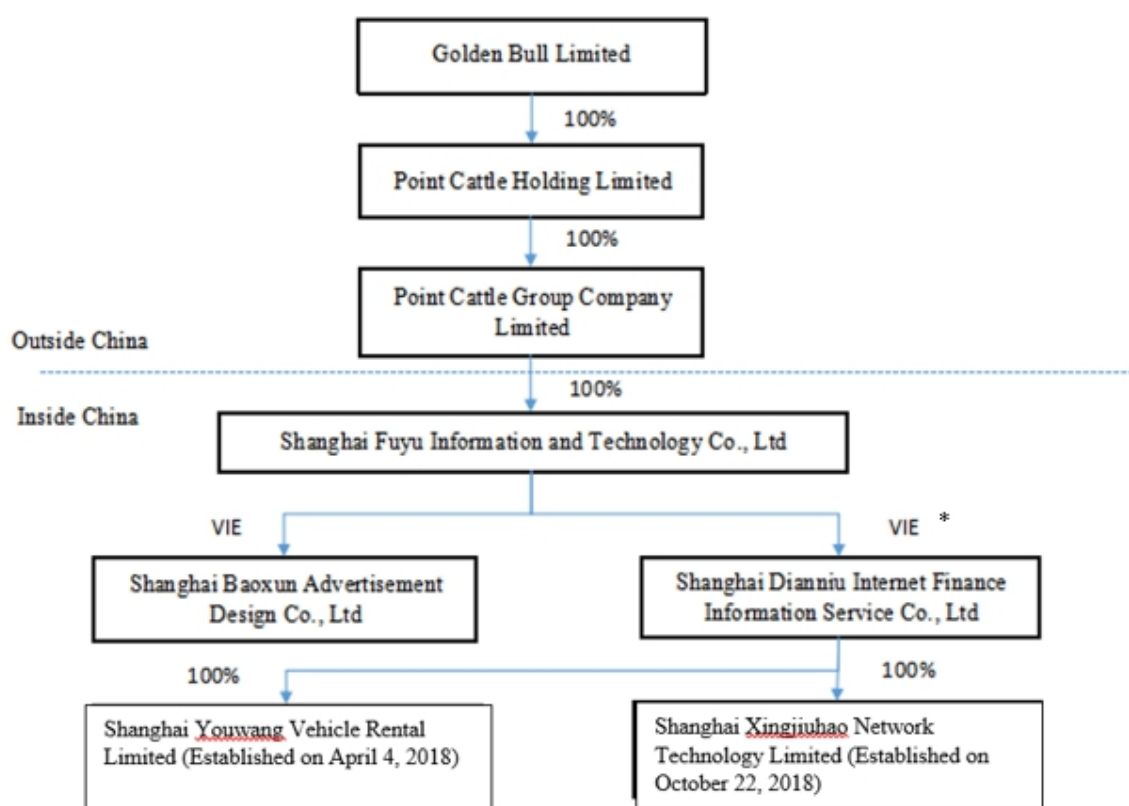 Golden Bull Limited
100%
Point Cattle Holding Limited
100%
Point Cattle Group Company
Limited
Outside China
100%
Inside China
Shanghai Fuyu Information and Technology Co., Ltd
VIE
VIE *
Shanghai Baoxun Advertisement
Design Co., Ltd
Shanghai Dianniu Internet Finance
Information Service Co., Ltd
100%
100%
Shanghai Youwang Vehicle Rental
Limited (Established on April 4, 2018)
Shanghai Xingjiuhao Network
Technology Limited (Established on
October 22, 2018)